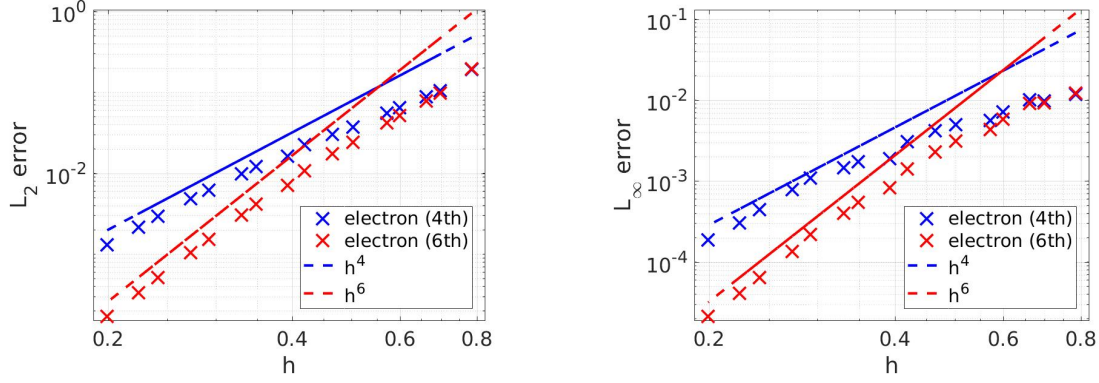 10^0
10^-2
L_2 error
0.2
0.4
0.6
0.8
h
electron (4th)
electron (6th)
h^4
h^6
10^-1
10^-2
10^-3
10^-4
L_∞ error
0.2
0.4
0.6
0.8
h
electron (4th)
electron (6th)
h^4
h^6